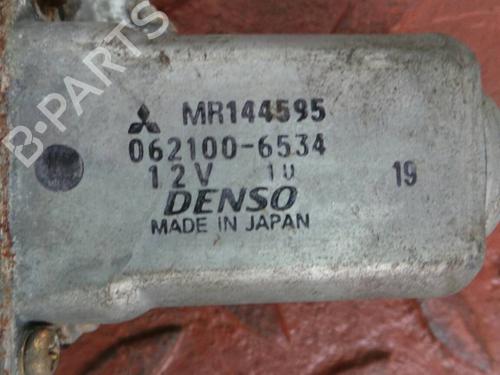 B-PARTS
MR144595
062100-6534
12V 10 19
DENSO
MADE IN JAPAN